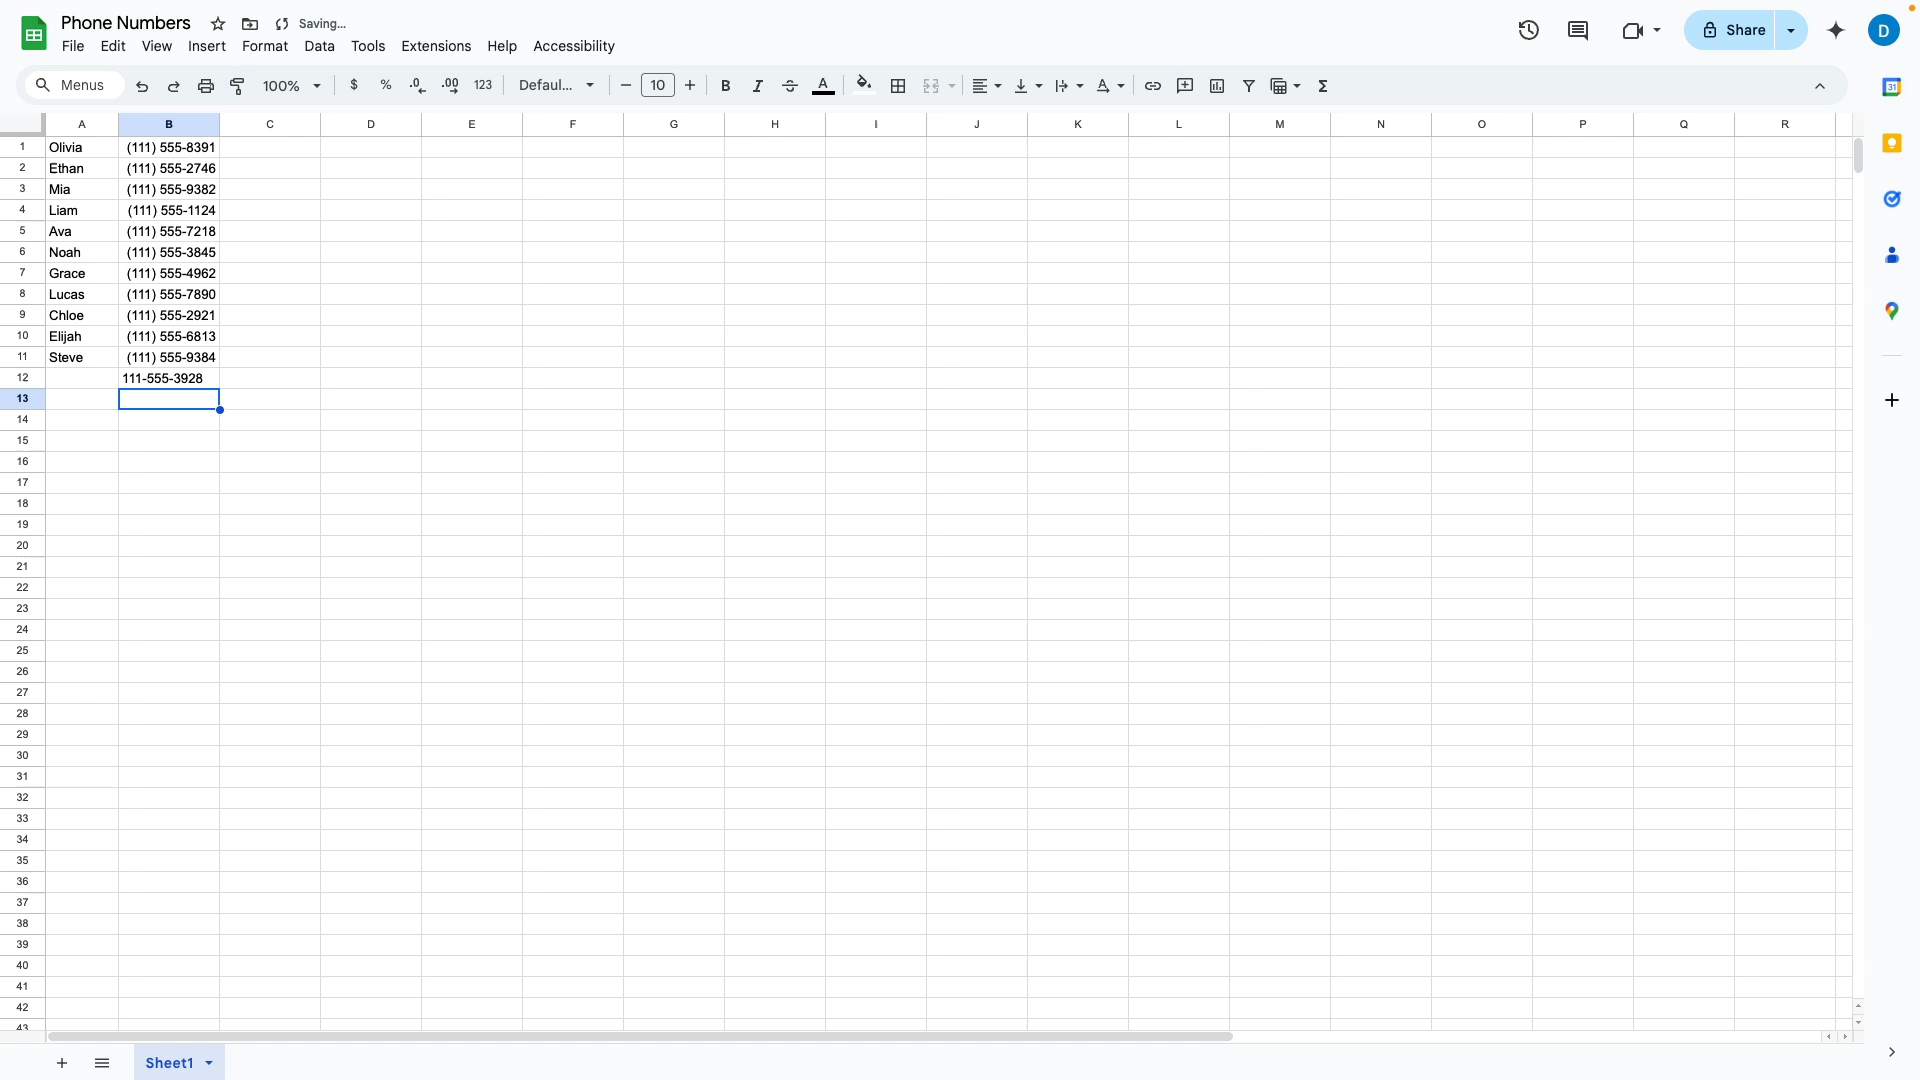 Phone Numbers Saving...
File Edit View Insert Format Data Tools Extensions Help Accessibility
Share
D
Menus 100% $ % .0 .00 123 Defaul... 10 B I A Σ
31
A B C D E F G H I J K L M N O P Q R
1 Olivia (111) 555-8391
2 Ethan (111) 555-2746
3 Mia (111) 555-9382
4 Liam (111) 555-1124
5 Ava (111) 555-7218
6 Noah (111) 555-3845
7 Grace (111) 555-4962
8 Lucas (111) 555-7890
9 Chloe (111) 555-2921
10 Elijah (111) 555-6813
11 Steve (111) 555-9384
12 111-555-3928
13
14
15
16
17
18
19
20
21
22
23
24
25
26
27
28
29
30
31
32
33
34
35
36
37
38
39
40
41
42
43
Sheet1